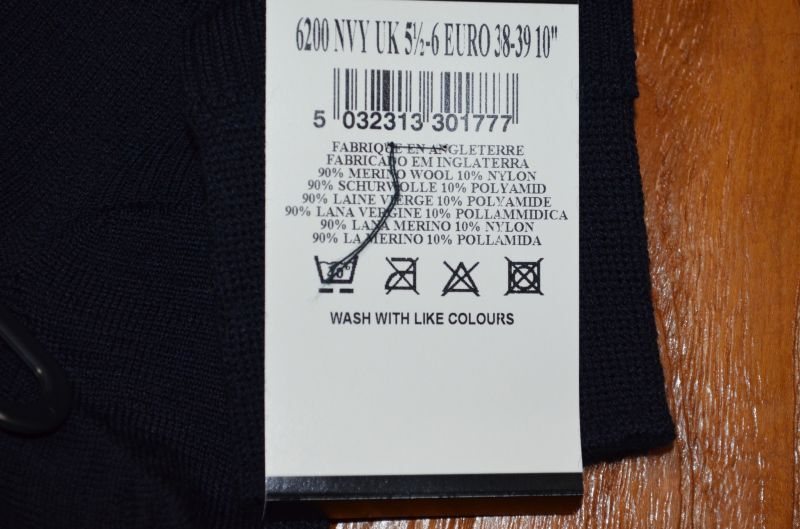 6200 NVY UK 5½-6 EURO 38-39 10"
5 032313 301777
FABRIQUE EN ANGLETERRE
FABRICADO EM INGLATERRA
90% MERINO WOOL 10% NYLON
90% SCHURWOLLE 10% POLYAMID
90% LAINE VIERGE 10% POLYAMIDE
90% LANA VERGINE 10% POLLAMMIDICA
90% LANA MERINO 10% NYLON
90% LA MERINO 10% POLLAMIDA
30°
WASH WITH LIKE COLOURS